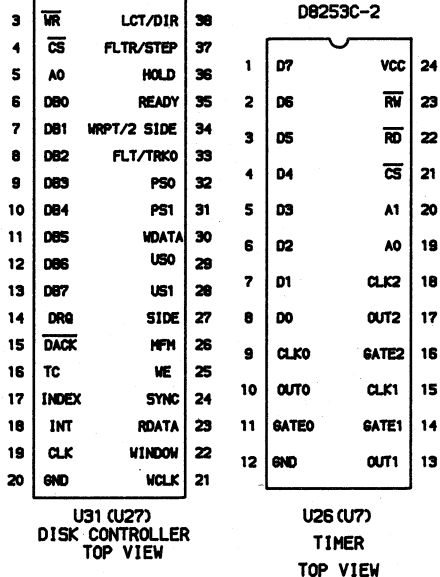 3 WR LCT/DIR 38
4 CS FLTR/STEP 37
5 A0 HOLD 36
6 DB0 READY 35
7 DB1 WRPT/2 SIDE 34
8 DB2 FLT/TRK0 33
9 DB3 PS0 32
10 DB4 PS1 31
11 DB5 WDATA 30
12 DB6 US0 29
13 DB7 US1 28
14 DRQ SIDE 27
15 DACK MFM 26
16 TC WE 25
17 INDEX SYNC 24
18 INT RDATA 23
19 CLK WINDOW 22
20 GND WCLK 21
U31 (U27)
DISK CONTROLLER
TOP VIEW
D8253C-2
1 D7 VCC 24
2 D6 RW 23
3 D5 RD 22
4 D4 CS 21
5 D3 A1 20
6 D2 A0 19
7 D1 CLK2 18
8 D0 OUT2 17
9 CLK0 GATE2 16
10 OUT0 CLK1 15
11 GATE0 GATE1 14
12 GND OUT1 13
U26 (U7)
TIMER
TOP VIEW